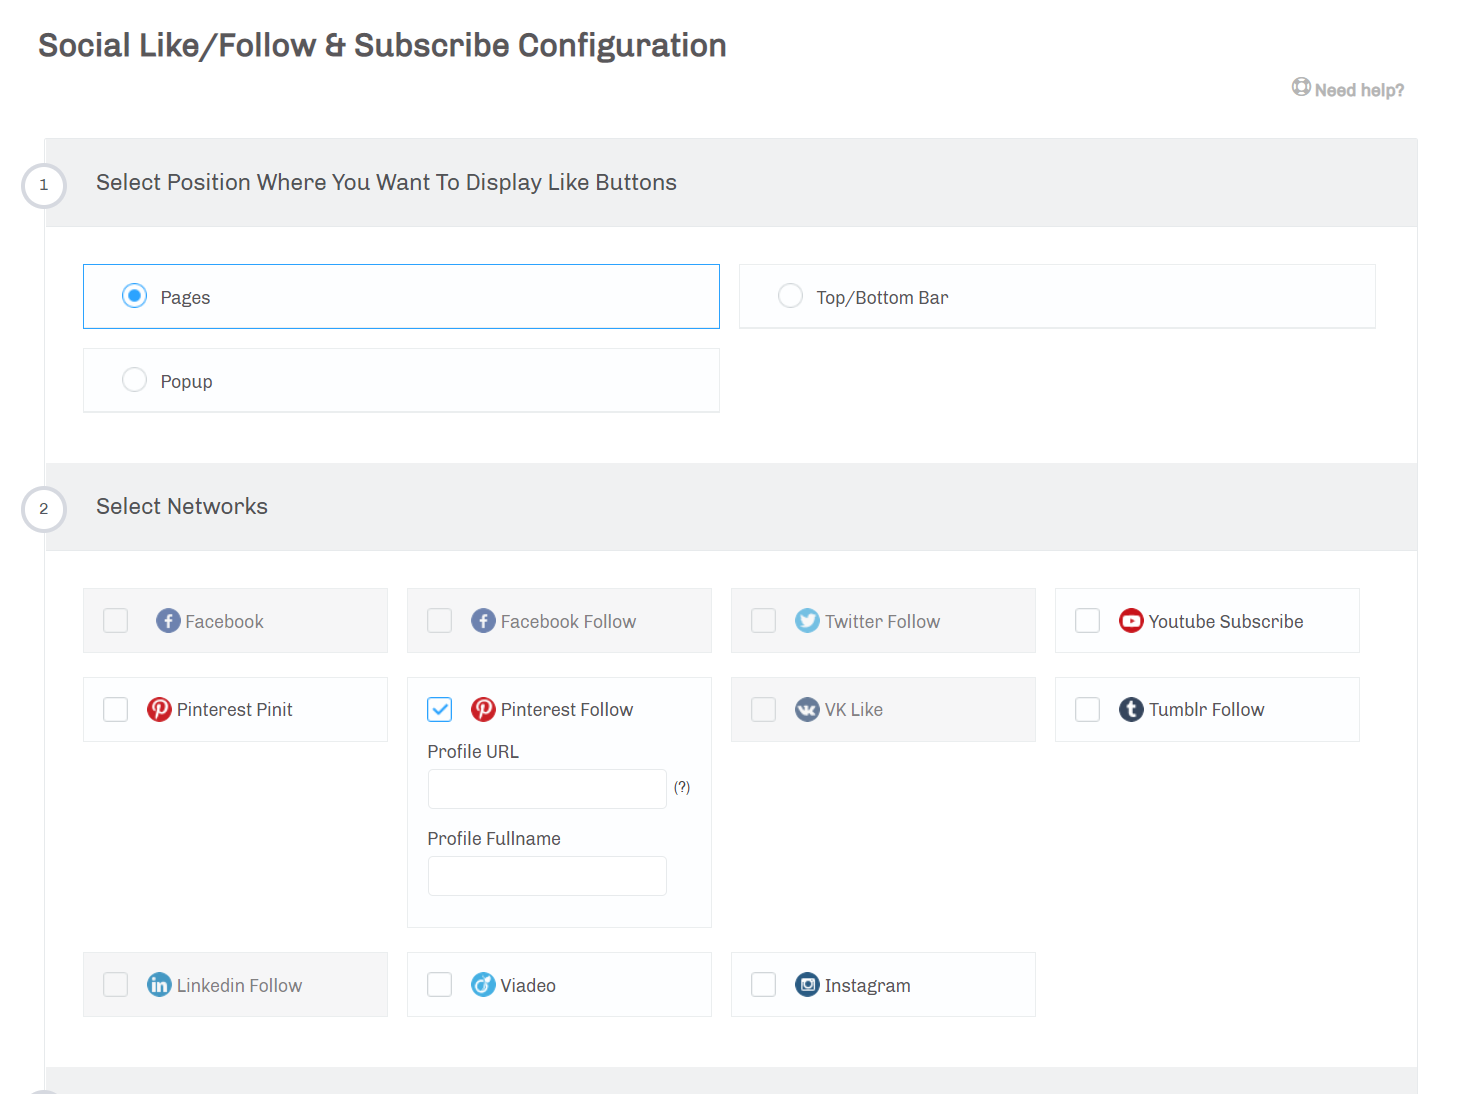 Social Like/Follow & Subscribe Configuration
Need help?
1
Select Position Where You Want To Display Like Buttons
Pages
Top/Bottom Bar
Popup
2
Select Networks
Facebook
Facebook Follow
Twitter Follow
Youtube Subscribe
Pinterest Pinit
Pinterest Follow
VK Like
Tumblr Follow
Profile URL
(?)
Profile Fullname
Linkedin Follow
Viadeo
Instagram